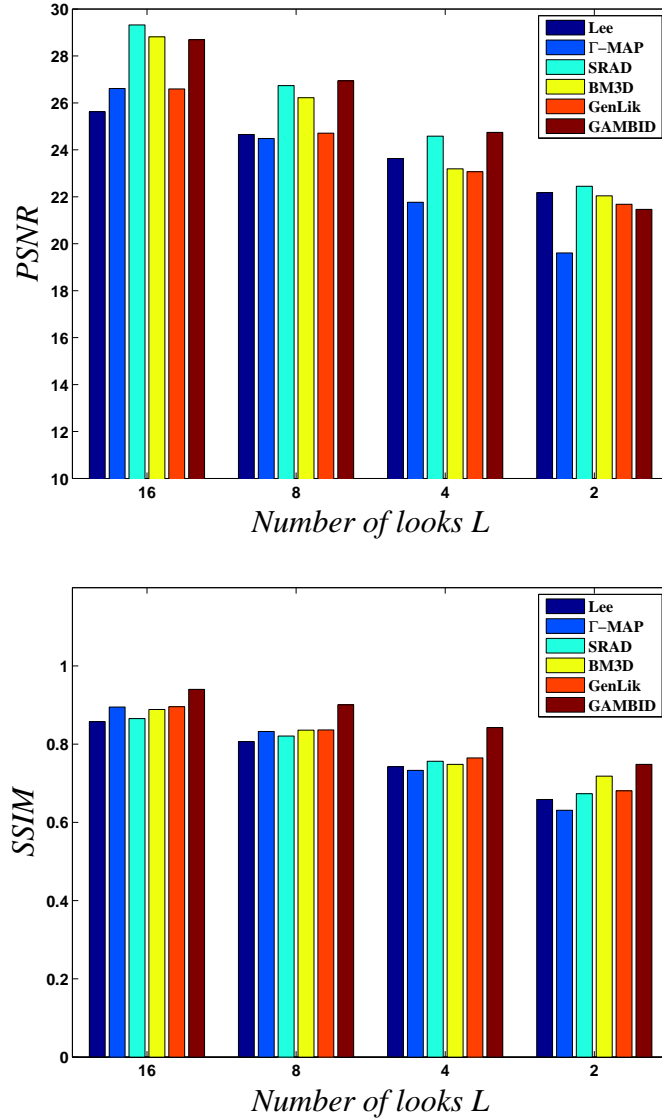 30
28
26
24
22
20
18
16
14
12
10
PSNR
16
8
4
2
Number of looks L
Lee
Γ−MAP
SRAD
BM3D
GenLik
GAMBID
1
0.8
0.6
0.4
0.2
0
SSIM
16
8
4
2
Number of looks L
Lee
Γ−MAP
SRAD
BM3D
GenLik
GAMBID